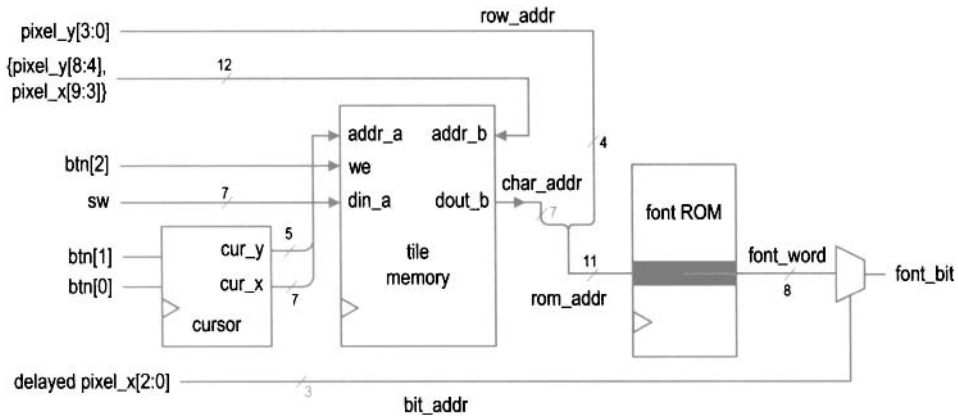 row_addr
pixel_y[3:0]
{pixel_y[8:4],
pixel_x[9:3]}
12
addr_a
addr_b
4
btn[2]
we
char_addr
sw
7
din_a
dout_b
7
font ROM
btn[1]
cur_y
5
tile
memory
font_word
btn[0]
cur_x
7
11
rom_addr
8
font_bit
cursor
delayed pixel_x[2:0]
3
bit_addr